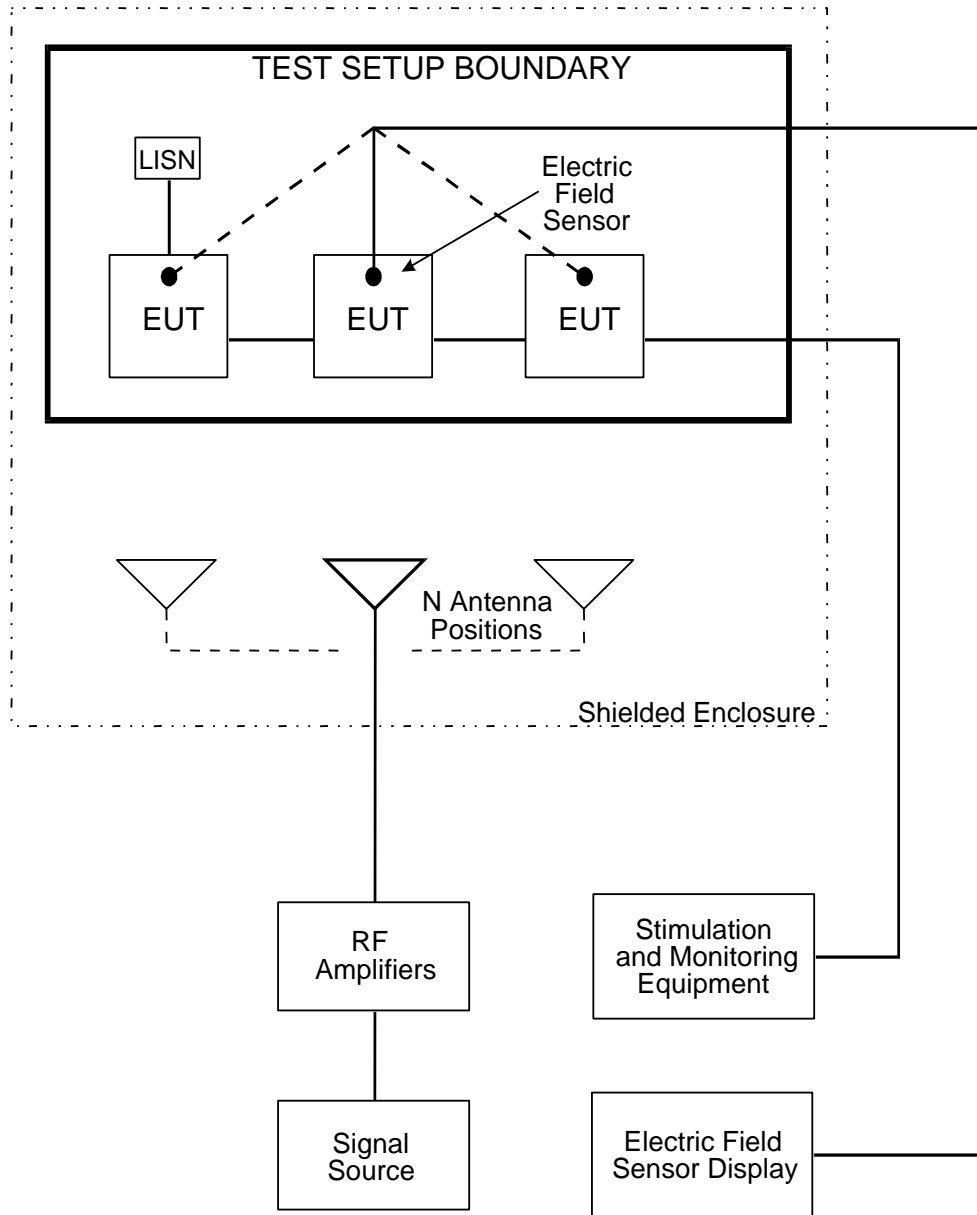 TEST SETUP BOUNDARY
LISN
Electric
Field
Sensor
EUT
EUT
EUT
N Antenna
Positions
Shielded Enclosure
RF
Amplifiers
Stimulation
and Monitoring
Equipment
Signal
Source
Electric Field
Sensor Display